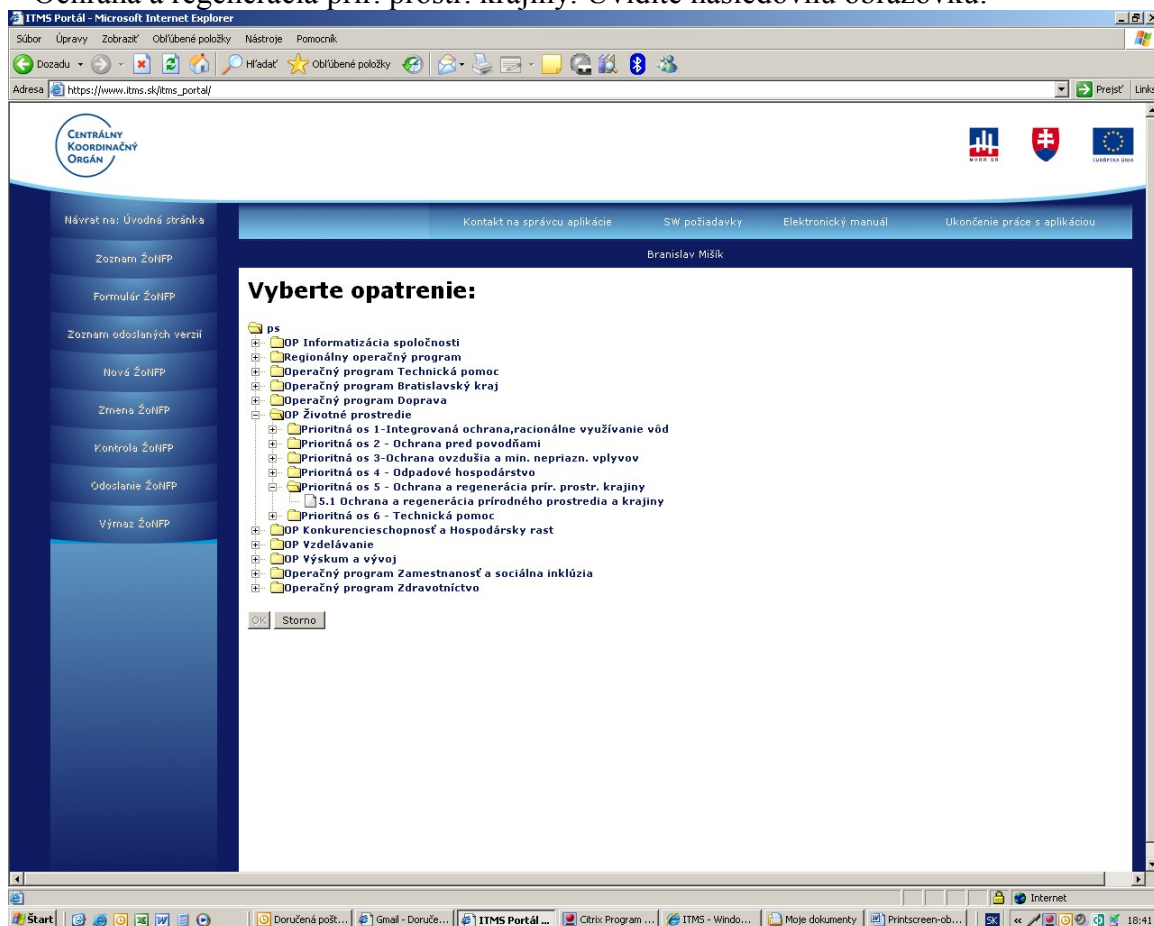 Ochrana a regenerácia prír. prostr. krajiny. Uvidíte následovnú obrazovku.
ITMS Portál - Microsoft Internet Explorer
Súbor Úpravy Zobraziť Obľúbené položky Nástroje Pomocník
Dozadu Hľadať Obľúbené položky
Adresa https://www.itms.sk/itms_portal/ Prejsť Links
CENTRÁLNY
KOORDINAČNÝ
ORGÁN
MVRR SR
EURÓPSKA ÚNIA
Návrat na: Úvodná stránka
Kontakt na správcu aplikácie SW požiadavky Elektronický manuál Ukončenie práce s aplikáciou
Branislav Mišík
Zoznam ŽoNFP
Formulár ŽoNFP
Zoznam odoslaných verzií
Nová ŽoNFP
Zmena ŽoNFP
Kontrola ŽoNFP
Odoslanie ŽoNFP
Výmaz ŽoNFP
Vyberte opatrenie:
ps
OP Informatizácia spoločnosti
Regionálny operačný program
Operačný program Technická pomoc
Operačný program Bratislavský kraj
Operačný program Doprava
OP Životné prostredie
Prioritná os 1-Integrovaná ochrana,racionálne využívanie vôd
Prioritná os 2 - Ochrana pred povodňami
Prioritná os 3-Ochrana ovzdušia a min. nepriazn. vplyvov
Prioritná os 4 - Odpadové hospodárstvo
Prioritná os 5 - Ochrana a regenerácia prír. prostr. krajiny
5.1 Ochrana a regenerácia prírodného prostredia a krajiny
Prioritná os 6 - Technická pomoc
OP Konkurencieschopnosť a Hospodársky rast
OP Vzdelávanie
OP Výskum a vývoj
Operačný program Zamestnanosť a sociálna inklúzia
Operačný program Zdravotníctvo
OK Storno
Internet
Štart Doručená pošt... Gmail - Doruče... ITMS Portál ... Citrix Program ... ITMS - Windo... Moje dokumenty Printscreen-ob... SK « 18:41